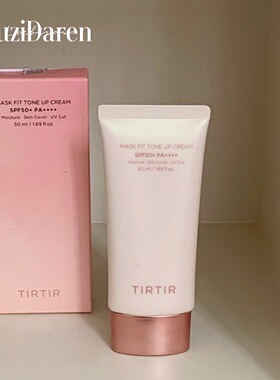 uziDaren
MASK FIT TONE UP CREAM
SPF50+ PA++++
Moisture · Skin Cover · UV Cut
50 ml / 1.69 fl.oz
TIRTIR
MASK FIT TONE UP CREAM
SPF50+ PA++++
Moisture · Skin Cover · UV Cut
50 ml / 1.69 fl.oz
TIRTIR